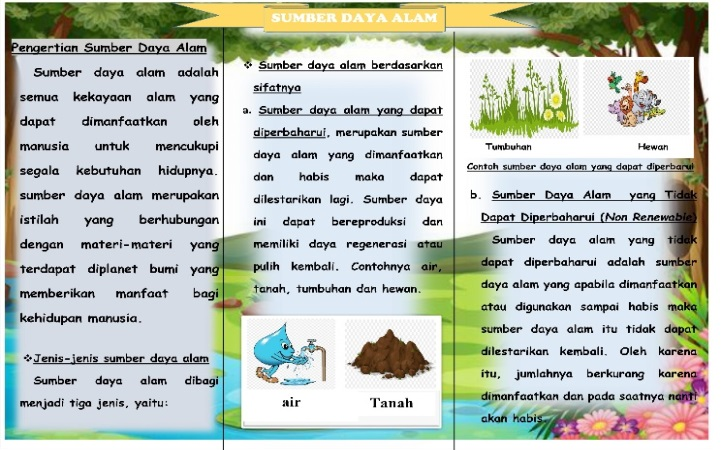 SUMBER DAYA ALAM
Pengertian Sumber Daya Alam
Sumber daya alam adalah
semua kekayaan alam yang
dapat dimanfaatkan oleh
manusia untuk mencukupi
segala kebutuhan hidupnya.
sumber daya alam merupakan
istilah yang berhubungan
dengan materi-materi yang
terdapat diplanet bumi yang
memberikan manfaat bagi
kehidupan manusia.
❖Jenis-jenis sumber daya alam
Sumber daya alam dibagi
menjadi tiga jenis, yaitu:
❖ Sumber daya alam berdasarkan
sifatnya
a. Sumber daya alam yang dapat
diperbaharui, merupakan sumber
daya alam yang dimanfaatkan
dan habis maka dapat
dilestarikan lagi. Sumber daya
ini dapat bereproduksi dan
memiliki daya regenerasi atau
pulih kembali. Contohnya air,
tanah, tumbuhan dan hewan.
air
Tanah
Tumbuhan
Hewan
Contoh sumber daya alam yang dapat diperbarui
b. Sumber Daya Alam yang Tidak
Dapat Diperbaharui (Non Renewable)
Sumber daya alam yang tidak
dapat diperbaharui adalah sumber
daya alam yang apabila dimanfaatkan
atau digunakan sampai habis maka
sumber daya alam itu tidak dapat
dilestarikan kembali. Oleh karena
itu, jumlahnya berkurang karena
dimanfaatkan dan pada saatnya nanti
akan habis.